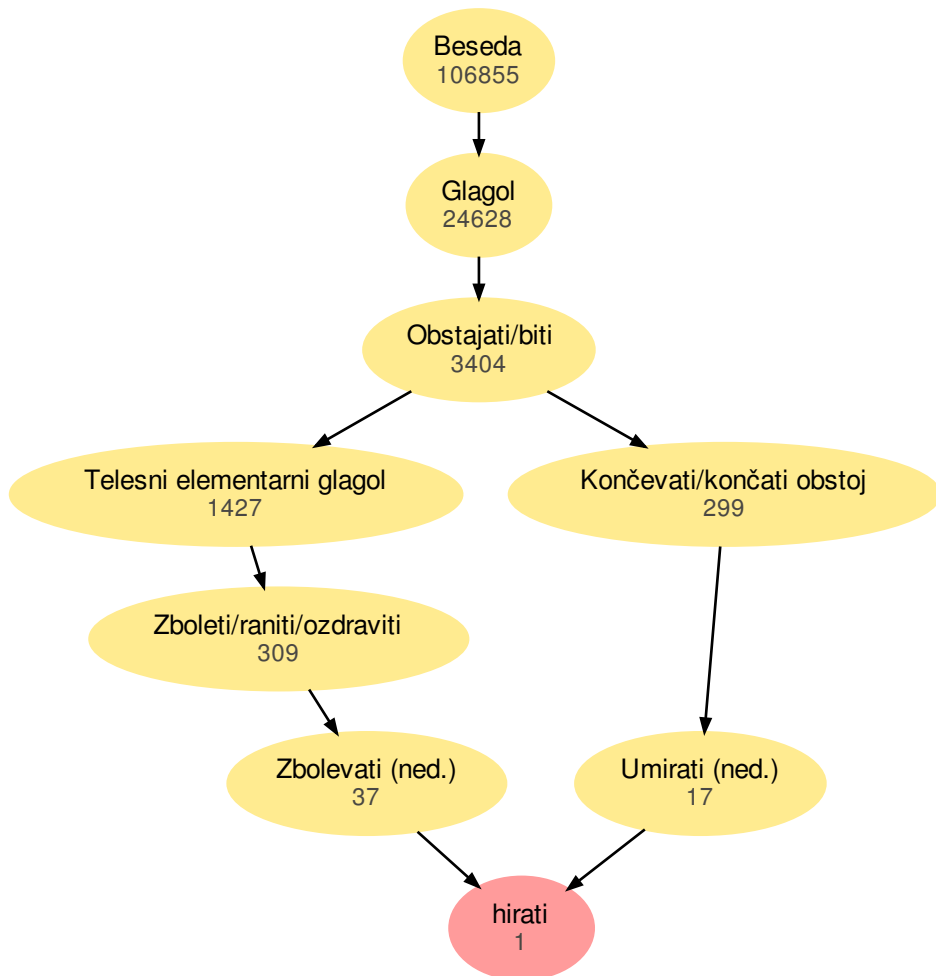 Beseda
106855
Glagol
24628
Obstajati/biti
3404
Telesni elementarni glagol
1427
Končevati/končati obstoj
299
Zboleti/raniti/ozdraviti
309
Zbolevati (ned.)
37
Umirati (ned.)
17
hirati
1